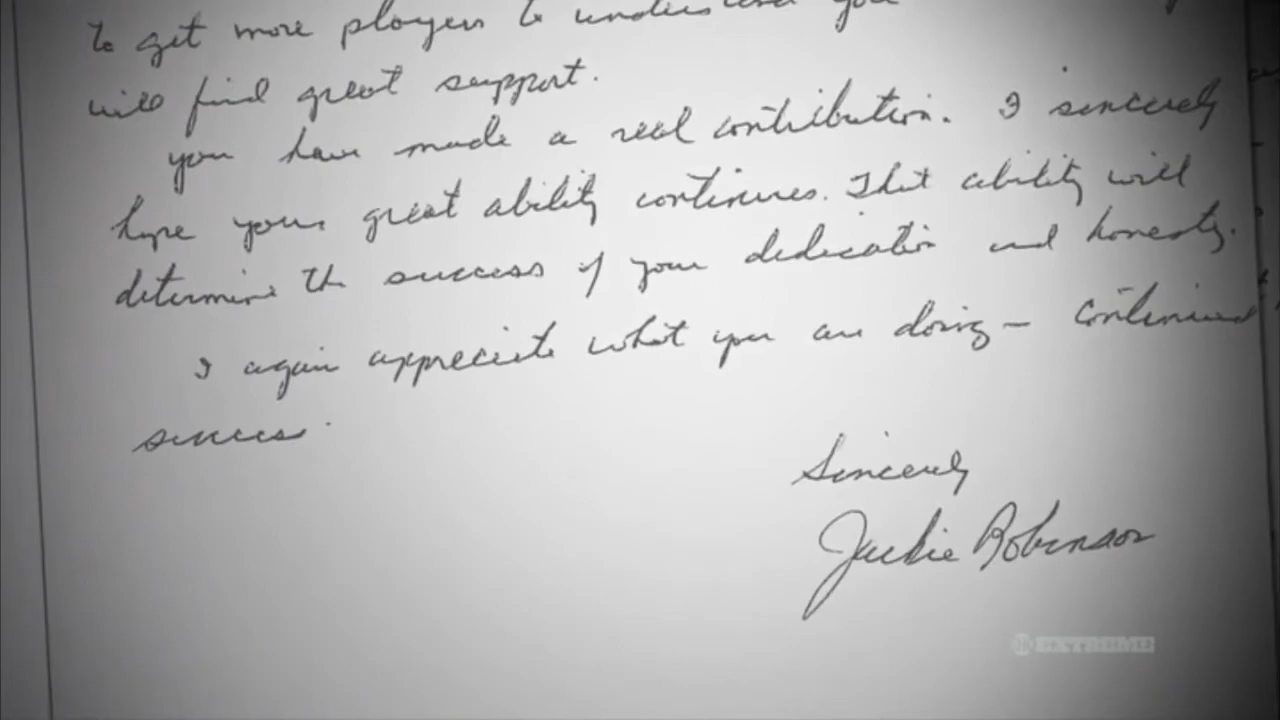 to get more players to understand you
will find great support.
you have made a real contribution. I sincerely
hope your great ability continues. That ability will
determine the success of your dedication and honesty.
I again appreciate what you are doing — continued
success.
Sincerely
Jackie Robinson
EXTREME